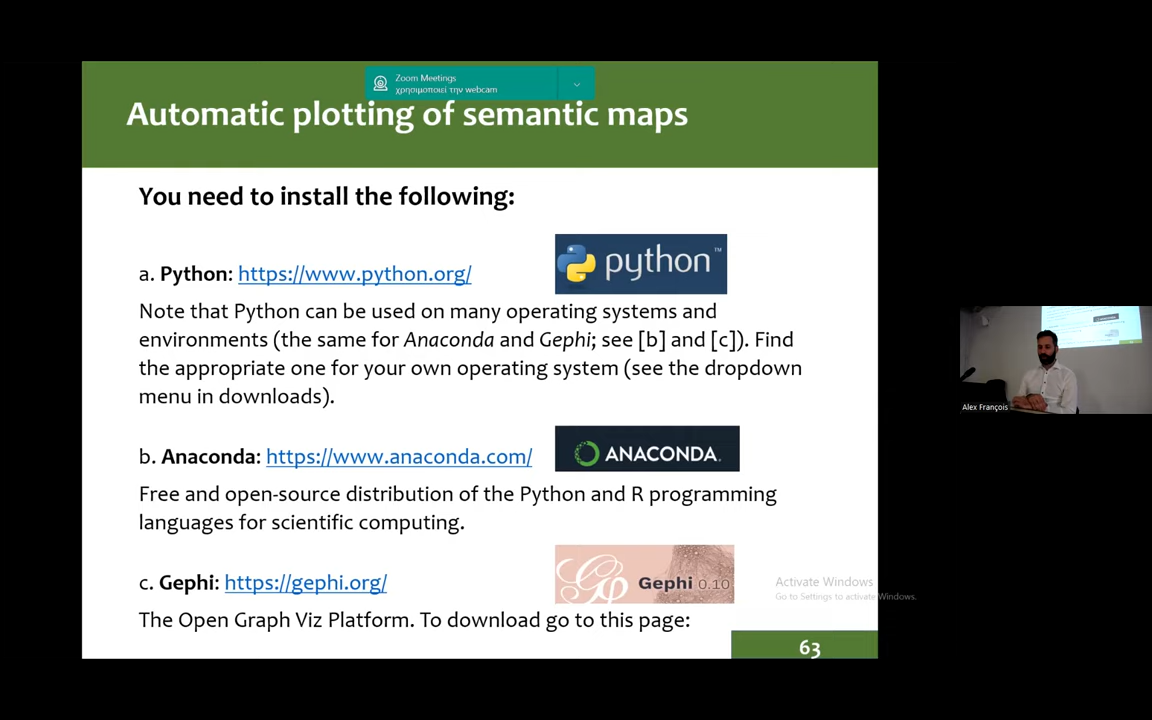 Zoom Meetings
χρησιμοποιεί την webcam
Automatic plotting of semantic maps
You need to install the following:
a. Python: https://www.python.org/
python™
Note that Python can be used on many operating systems and
environments (the same for Anaconda and Gephi; see [b] and [c]). Find
the appropriate one for your own operating system (see the dropdown
menu in downloads).
b. Anaconda: https://www.anaconda.com/
ANACONDA.
Free and open-source distribution of the Python and R programming
languages for scientific computing.
c. Gephi: https://gephi.org/
Gephi 0.10
The Open Graph Viz Platform. To download go to this page:
Activate Windows
Go to Settings to activate Windows.
63
Alex François